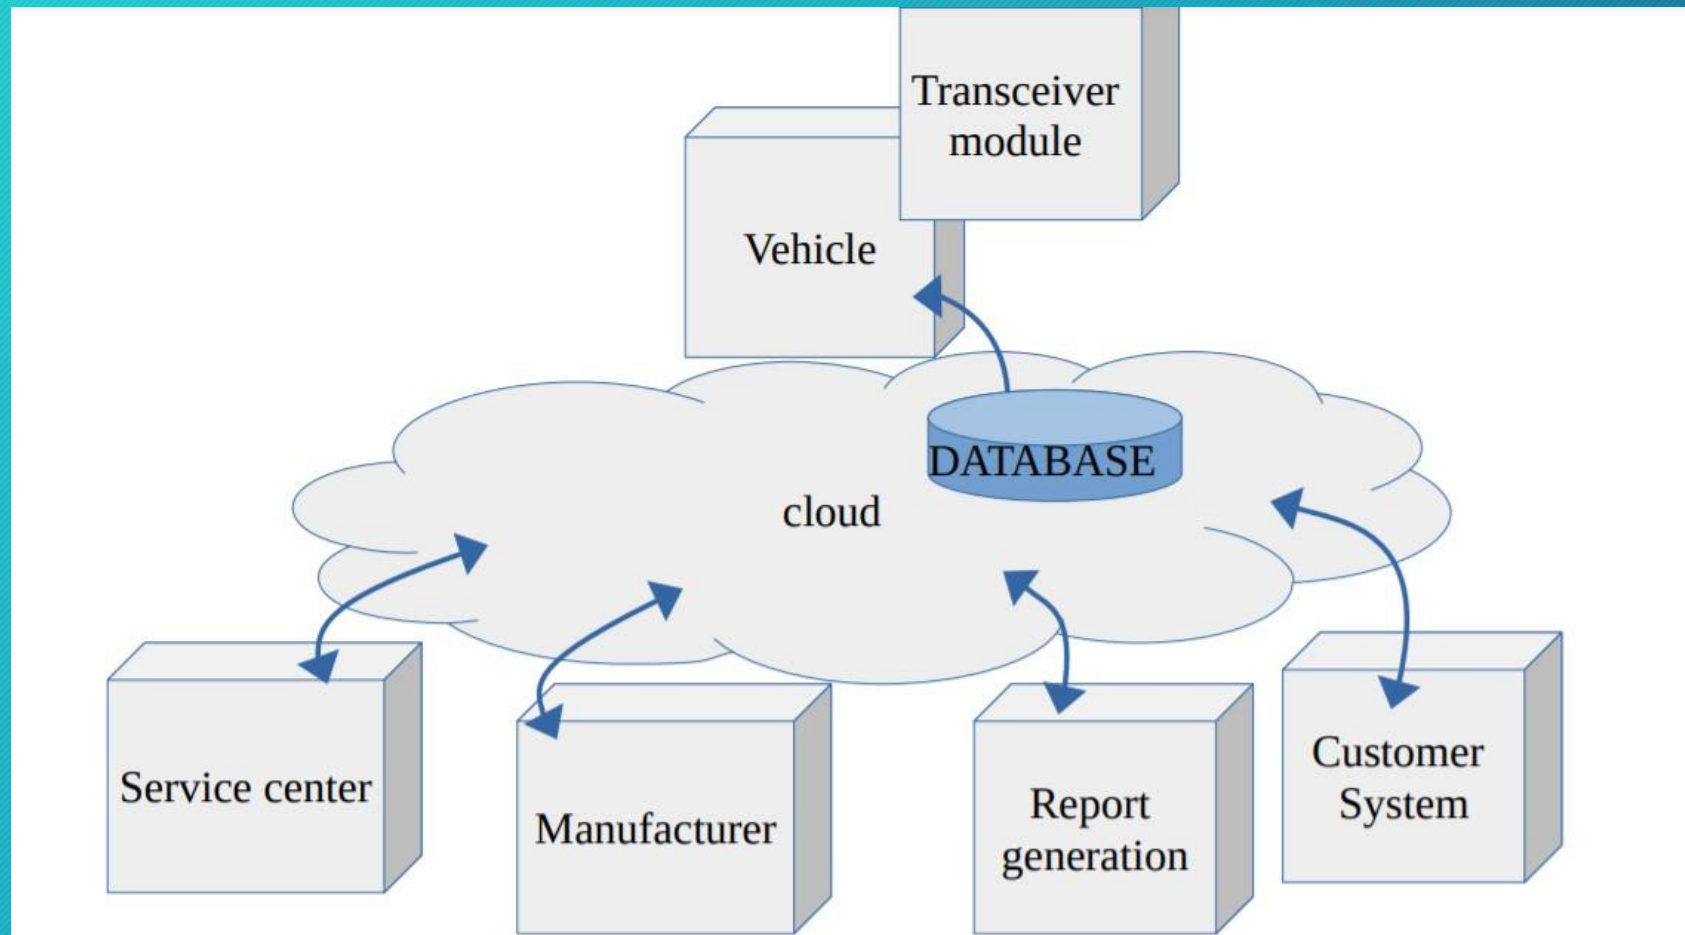 Transceiver
module
Vehicle
DATABASE
cloud
Service center
Manufacturer
Report
generation
Customer
System